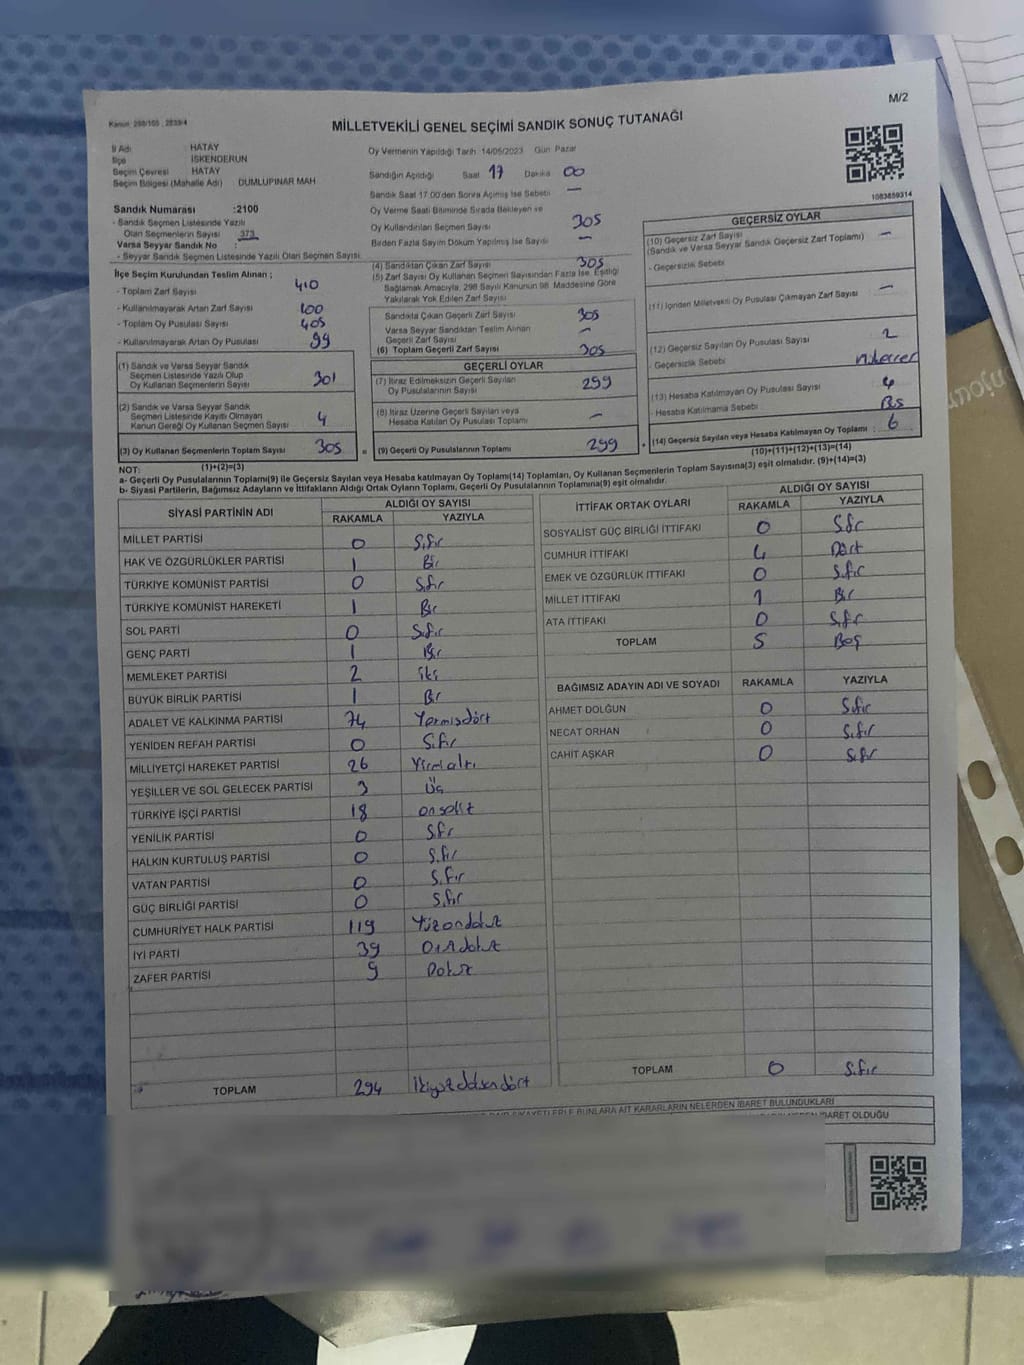 M/2
Kanun 298/105 , 2839/4
MİLLETVEKİLİ GENEL SEÇİMİ SANDIK SONUÇ TUTANAĞI
İl Adı : HATAY
İlçe İSKENDERUN
Seçim Çevresi HATAY
Seçim Bölgesi (Mahalle Adı) : DUMLUPINAR MAH
Oy Vermenin Yapıldığı Tarih 14/05/2023 Gün Pazar
Sandığın Açıldığı Saat 17 Dakika 00
Sandık Saat 17:00'den Sonra Açılmış İse Sebebi —
1083859314
Sandık Numarası :2100
- Sandık Seçmen Listesinde Yazılı
Olan Seçmenlerin Sayısı 373
Varsa Seyyar Sandık No :
- Seyyar Sandık Seçmen Listesinde Yazılı Olan Seçmen Sayısı
Oy Verme Saati Bitiminde Sırada Bekleyen ve
Oy Kullandırılan Seçmen Sayısı 305
Birden Fazla Sayım Döküm Yapılmış İse Sayısı —
İlçe Seçim Kurulundan Teslim Alınan ;
- Toplam Zarf Sayısı 410
- Kullanılmayarak Artan Zarf Sayısı 100
- Toplam Oy Pusulası Sayısı 405
- Kullanılmayarak Artan Oy Pusulası 99
(1) Sandık ve Varsa Seyyar Sandık
Seçmen Listesinde Yazılı Olup
Oy Kullanan Seçmenlerin Sayısı 301
(2) Sandık ve Varsa Seyyar Sandık
Seçmen Listesinde Kayıtlı Olmayan
Kanun Gereği Oy Kullanan Seçmen Sayısı 4
(3) Oy Kullanan Seçmenlerin Toplam Sayısı 305
(4) Sandıktan Çıkan Zarf Sayısı 305
(5) Zarf Sayısı Oy Kullanan Seçmen Sayısından Fazla İse, Eşitliği
Sağlamak Amacıyla, 298 Sayılı Kanunun 98. Maddesine Göre
Yakılarak Yok Edilen Zarf Sayısı
Sandıkta Çıkan Geçerli Zarf Sayısı 305
Varsa Seyyar Sandıktan Teslim Alınan
Geçerli Zarf Sayısı —
(6) Toplam Geçerli Zarf Sayısı 305
GEÇERLİ OYLAR
(7) İtiraz Edilmeksizin Geçerli Sayılan
Oy Pusulalarının Sayısı 299
(8) İtiraz Üzerine Geçerli Sayılan veya
Hesaba Katılan Oy Pusulası Toplamı —
(9) Geçerli Oy Pusulalarının Toplamı 299
GEÇERSİZ OYLAR
(10) Geçersiz Zarf Sayısı —
(Sandık ve Varsa Seyyar Sandık Geçersiz Zarf Toplamı)
- Geçersizlik Sebebi
(11) İçinden Milletvekili Oy Pusulası Çıkmayan Zarf Sayısı —
(12) Geçersiz Sayılan Oy Pusulası Sayısı 2
- Geçersizlik Sebebi
(13) Hesaba Katılmayan Oy Pusulası Sayısı 4
- Hesaba Katılmama Sebebi :
(14) Geçersiz Sayılan veya Hesaba Katılmayan Oy Toplamı : 6
NOT: (1)+(2)=(3) (10)+(11)+(12)+(13)=(14)
a- Geçerli Oy Pusulalarının Toplamı(9) ile Geçersiz Sayılan veya Hesaba katılmayan Oy Toplamı(14) Toplamları, Oy Kullanan Seçmenlerin Toplam Sayısına(3) eşit olmalıdır. (9)+(14)=(3)
b- Siyasi Partilerin, Bağımsız Adayların ve İttifakların Aldığı Ortak Oyların Toplamı, Geçerli Oy Pusulalarının Toplamına(9) eşit olmalıdır.
SİYASİ PARTİNİN ADI ALDIĞI OY SAYISI
RAKAMLA YAZIYLA
MİLLET PARTİSİ 0 Sıfır
HAK VE ÖZGÜRLÜKLER PARTİSİ 1 Bir
TÜRKİYE KOMÜNİST PARTİSİ 0 Sıfır
TÜRKİYE KOMÜNİST HAREKETİ 1 Bir
SOL PARTİ 0 Sıfır
GENÇ PARTİ 1 Bir
MEMLEKET PARTİSİ 2 iki
BÜYÜK BİRLİK PARTİSİ 1 Bir
ADALET VE KALKINMA PARTİSİ 74 Yetmişdört
YENİDEN REFAH PARTİSİ 0 Sıfır
MİLLİYETÇİ HAREKET PARTİSİ 26 Yirmialtı
YEŞİLLER VE SOL GELECEK PARTİSİ 3 Üç
TÜRKİYE İŞÇİ PARTİSİ 18 onsekiz
YENİLİK PARTİSİ 0 Sıfır
HALKIN KURTULUŞ PARTİSİ 0 Sıfır
VATAN PARTİSİ 0 Sıfır
GÜÇ BİRLİĞİ PARTİSİ 0 Sıfır
CUMHURİYET HALK PARTİSİ 119 Yüzondokuz
İYİ PARTİ 39 Otuzdokuz
ZAFER PARTİSİ 9 Dokuz
TOPLAM 294 İkiyüzdoksandört
İTTİFAK ORTAK OYLARI ALDIĞI OY SAYISI
RAKAMLA YAZIYLA
SOSYALİST GÜÇ BİRLİĞİ İTTİFAKI 0 Sıfır
CUMHUR İTTİFAKI 4 Dört
EMEK VE ÖZGÜRLÜK İTTİFAKI 0 Sıfır
MİLLET İTTİFAKI 1 Bir
ATA İTTİFAKI 0 Sıfır
TOPLAM 5 Beş
BAĞIMSIZ ADAYIN ADI VE SOYADI RAKAMLA YAZIYLA
AHMET DOLĞUN 0 Sıfır
NECAT ORHAN 0 Sıfır
CAHİT AŞKAR 0 Sıfır
TOPLAM 0 Sıfır
BUNLARA AİT KARARLARIN NELERDEN İBARET BULUNDUKLARI
İBARET OLDUĞU